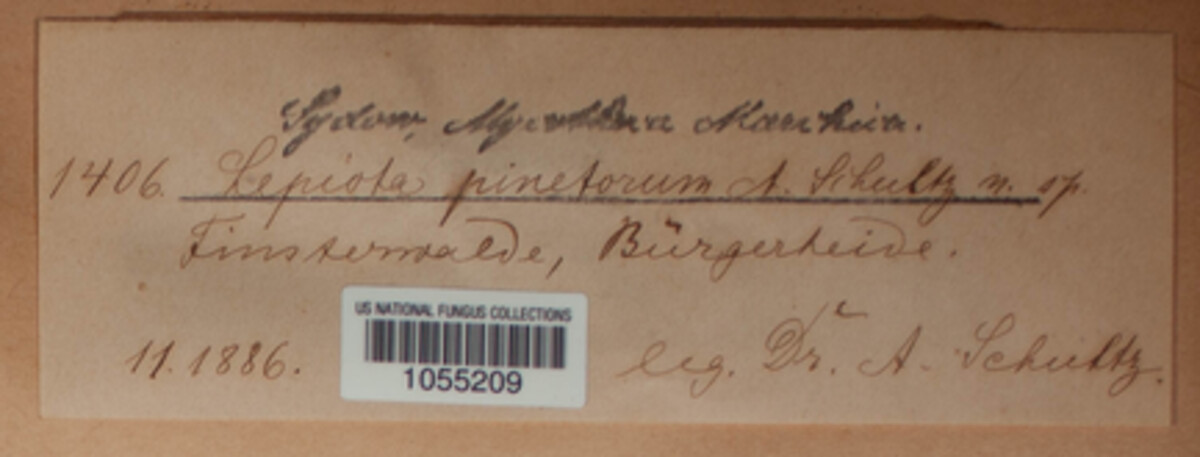 Sydow, Mycotheca Marchica.
1406. Lepiota pinetorum A. Schultz n. sp.
Finsterwalde, Bürgerheide.
US NATIONAL FUNGUS COLLECTIONS
1055209
11.1886.
leg. Dr. A. Schultz.